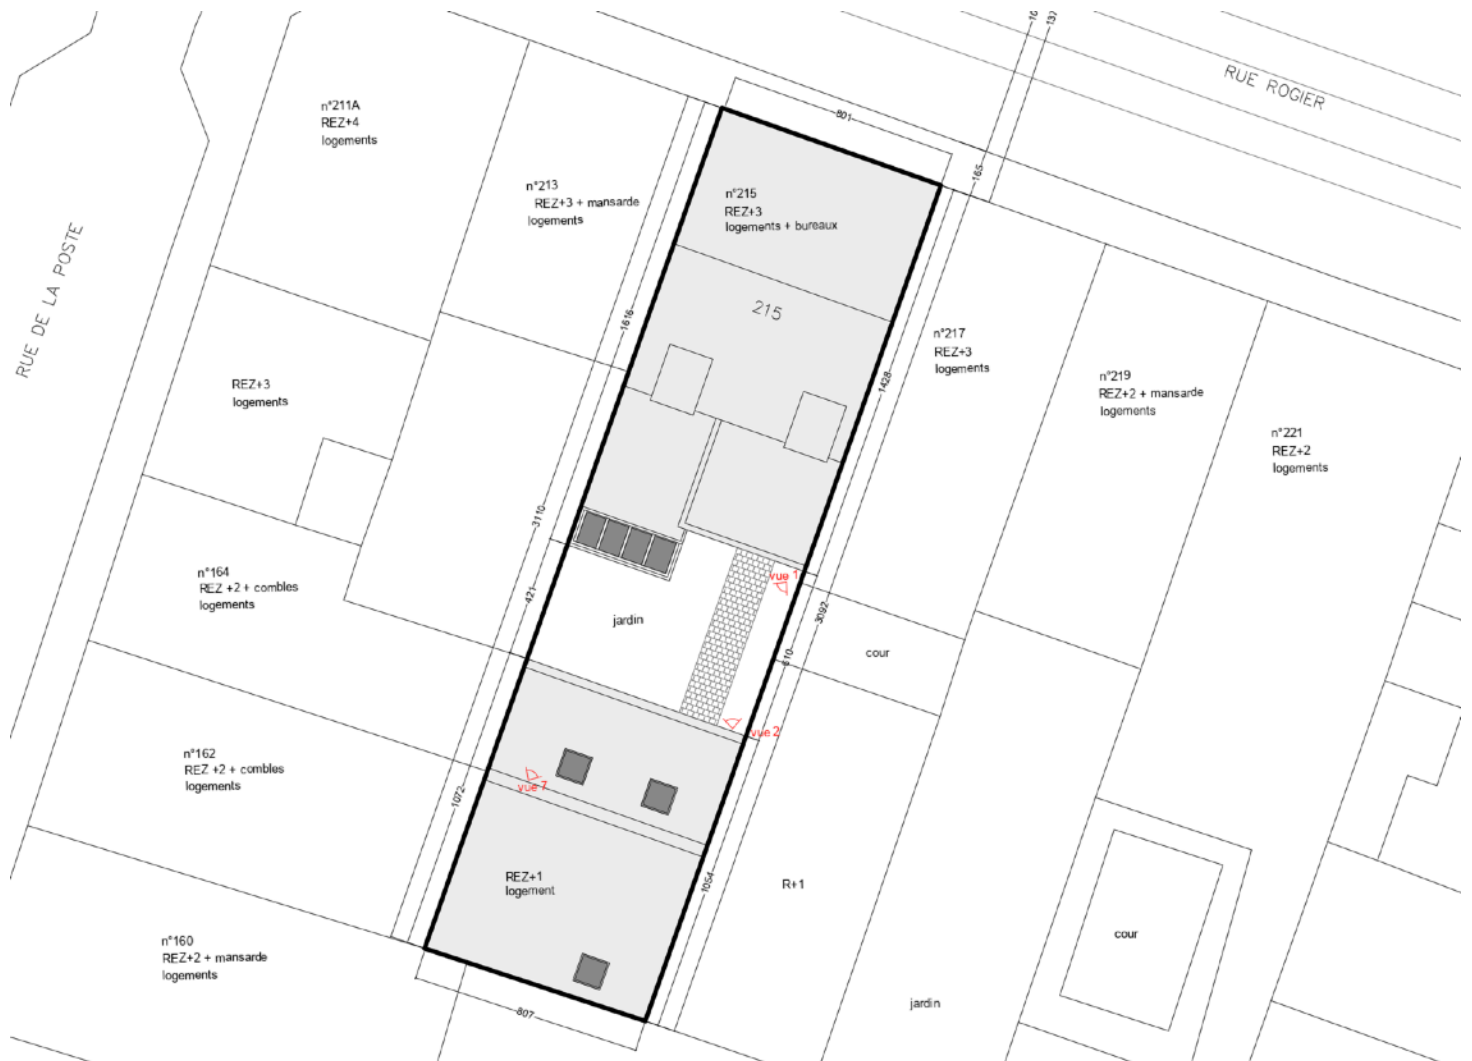 RUE ROGIER
165
801
n°211A
REZ+4
logements
n°213
REZ+3 + mansarde
logements
n°215
REZ+3
logements + bureaux
RUE DE LA POSTE
215
1616
n°217
REZ+3
logements
1428
n°219
REZ+2 + mansarde
logements
REZ+3
logements
n°221
REZ+2
logements
3110
n°164
REZ +2 + combles
logements
421
vue 1
jardin
3092
610
cour
vue 2
n°162
REZ +2 + combles
logements
vue 7
1072
REZ+1
logement
1054
R+1
n°160
REZ+2 + mansarde
logements
cour
jardin
807